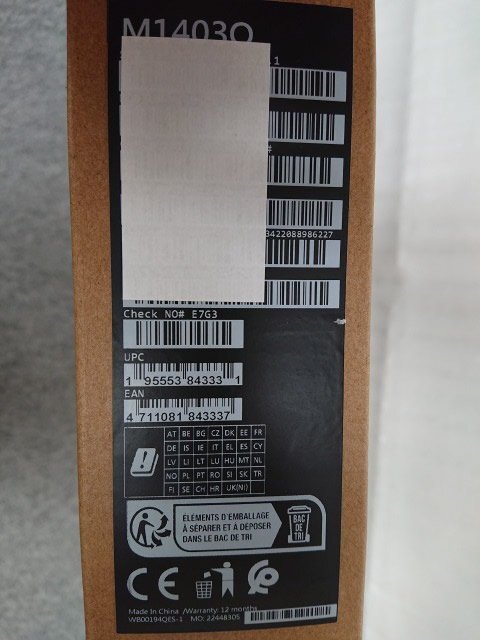 M1403Q
.1
#
3422088986227
Check NO# E7G3
UPC
1 95553 84333 1
EAN
4 711081 843337
AT BE BG CZ DK EE FR
DE IS IE IT EL ES CY
LV LI LT LU HU MT NL
NO PL PT RO SI SK TR
FI SE CH HR UK(NI)
ÉLÉMENTS D'EMBALLAGE
À SÉPARER ET À DÉPOSER
DANS LE BAC DE TRI
BAC
DE
TRI
CE
Made In China /Warranty: 12 months
WB00194QES-1 MO: 22448305